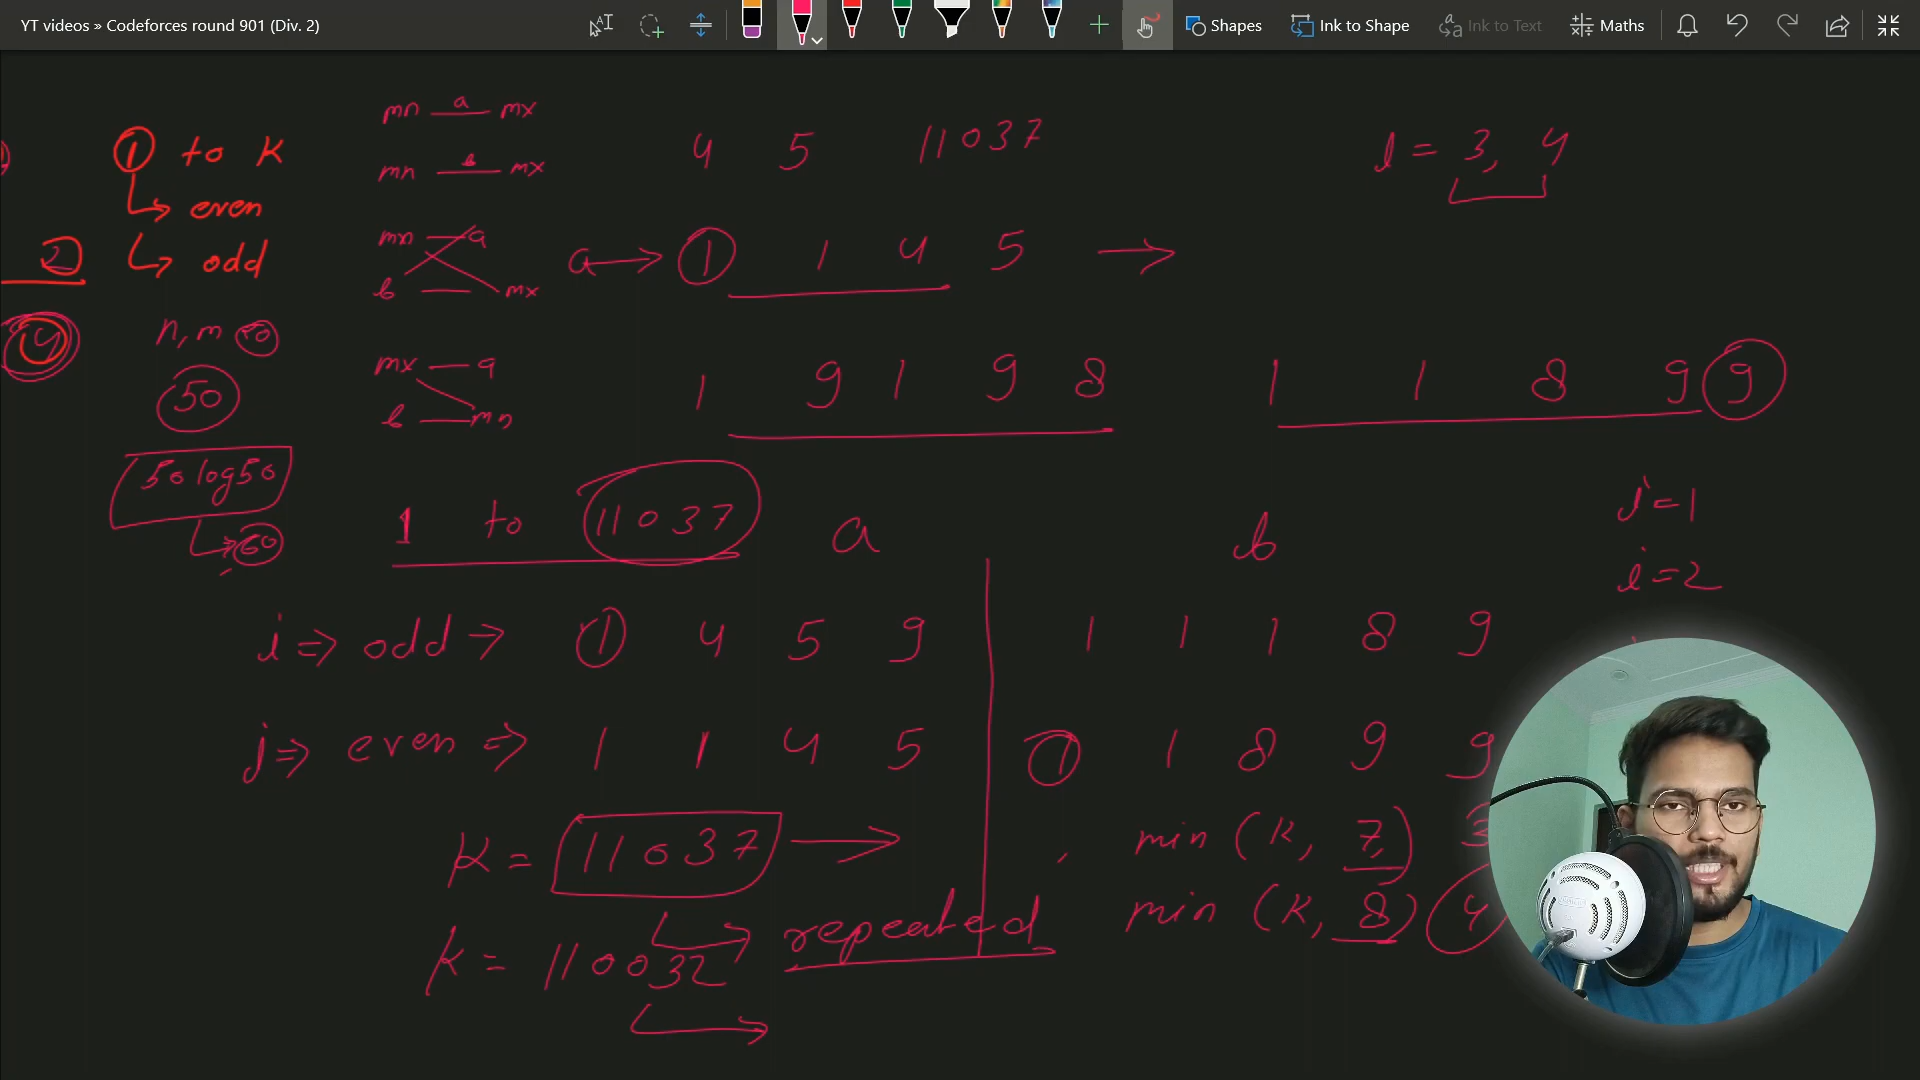 YT videos » Codeforces round 901 (Div. 2)
Shapes
Ink to Shape
Ink to Text
Maths
1 to K
even
2 odd
4
n, m 50
50
50 log 50
60
mn a mx
mn b mx
mn a
b mx
mx a
b mn
4 5 11037
l = 3, 4
a → 1 1 4 5 →
1 9 1 9 8
1 1 8 9 9
1 to 11037
a
b
i=1
i=2
i ⇒ odd → 1 4 5 9
1 1 1 8 9
j ⇒ even ⇒ 1 1 4 5
1 1 8 9 9
K = 11037 →
min (K, 7,) 3
repeated
min (K, 8) 4
K = 110032